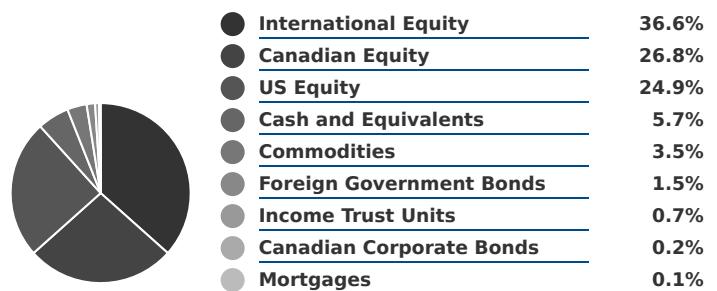 International Equity 36.6%
Canadian Equity 26.8%
US Equity 24.9%
Cash and Equivalents 5.7%
Commodities 3.5%
Foreign Government Bonds 1.5%
Income Trust Units 0.7%
Canadian Corporate Bonds 0.2%
Mortgages 0.1%